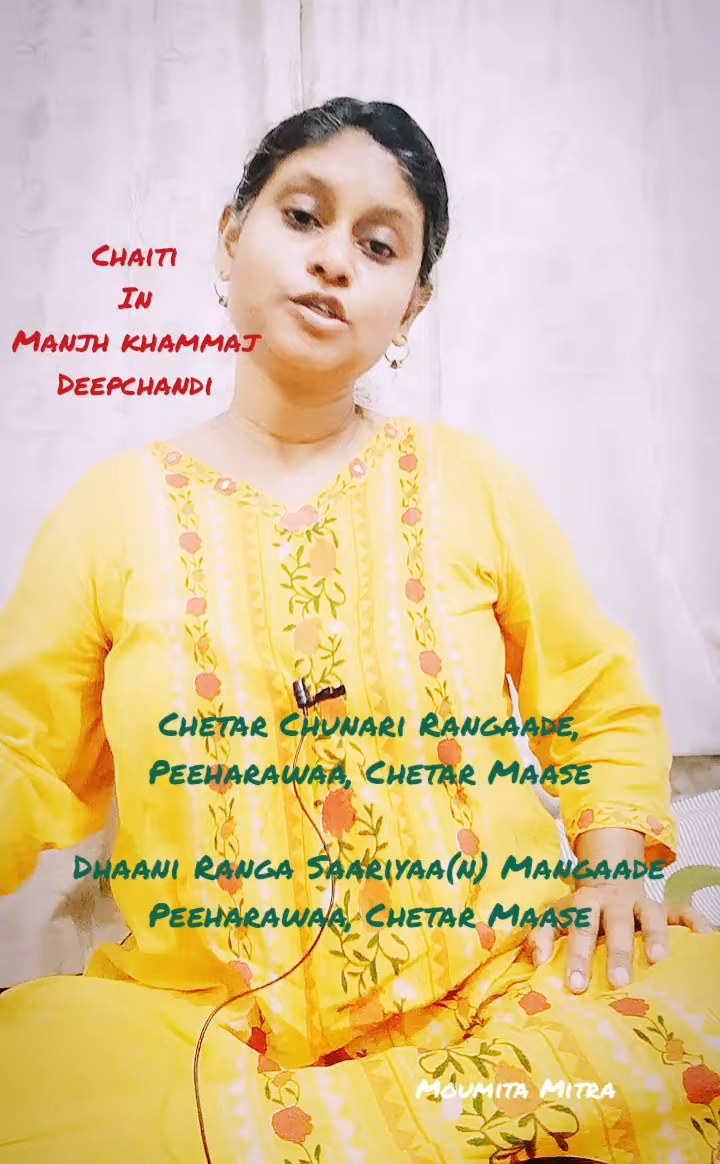 Chaiti
In
Manjh khammaj
Deepchandi
Chetar Chunari Rangaade,
Peeharawaa, Chetar Maase
Dhaani Ranga Saariyaa(n) Mangaade
Peeharawaa, Chetar Maase
Moumita Mitra